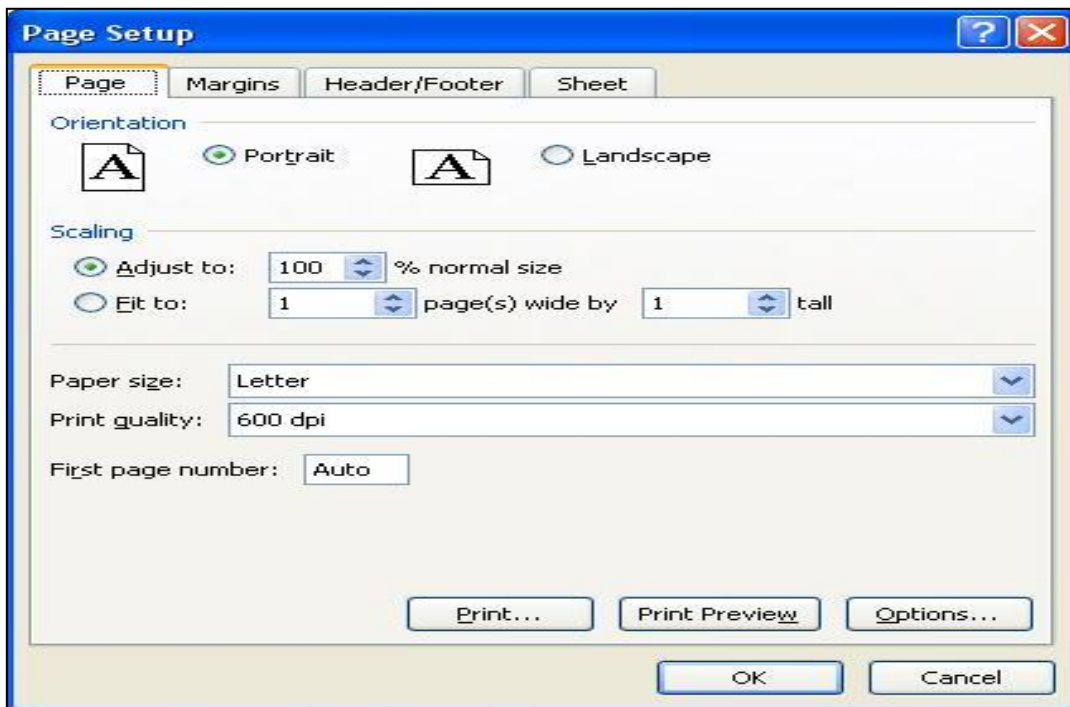 Page Setup
Page Margins Header/Footer Sheet
Orientation
A Portrait A Landscape
Scaling
Adjust to: 100 % normal size
Fit to: 1 page(s) wide by 1 tall
Paper size: Letter
Print quality: 600 dpi
First page number: Auto
Print... Print Preview Options...
OK Cancel